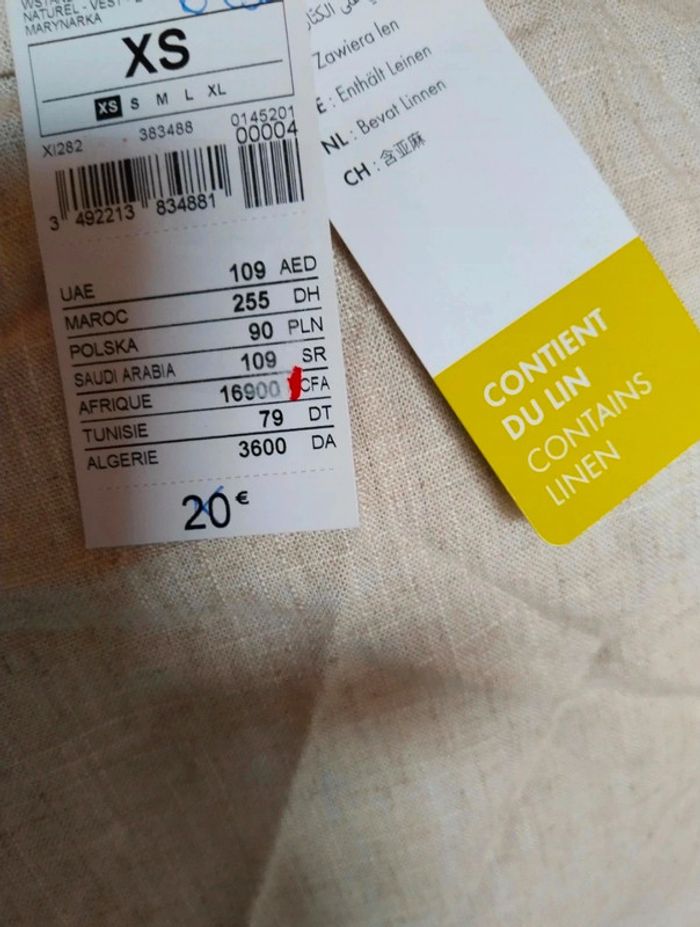 NATUREL - VEST
MARYNARKA
XS
XS S M L XL
XI282 383488 0145201
00004
3 492213 834881
UAE 109 AED
MAROC 255 DH
POLSKA 90 PLN
SAUDI ARABIA 109 SR
AFRIQUE 16900 CFA
TUNISIE 79 DT
ALGERIE 3600 DA
20€
Zawiera len
E : Enthält Leinen
NL : Bevat Linnen
CH : 含亚麻
CONTIENT
DU LIN
CONTAINS
LINEN